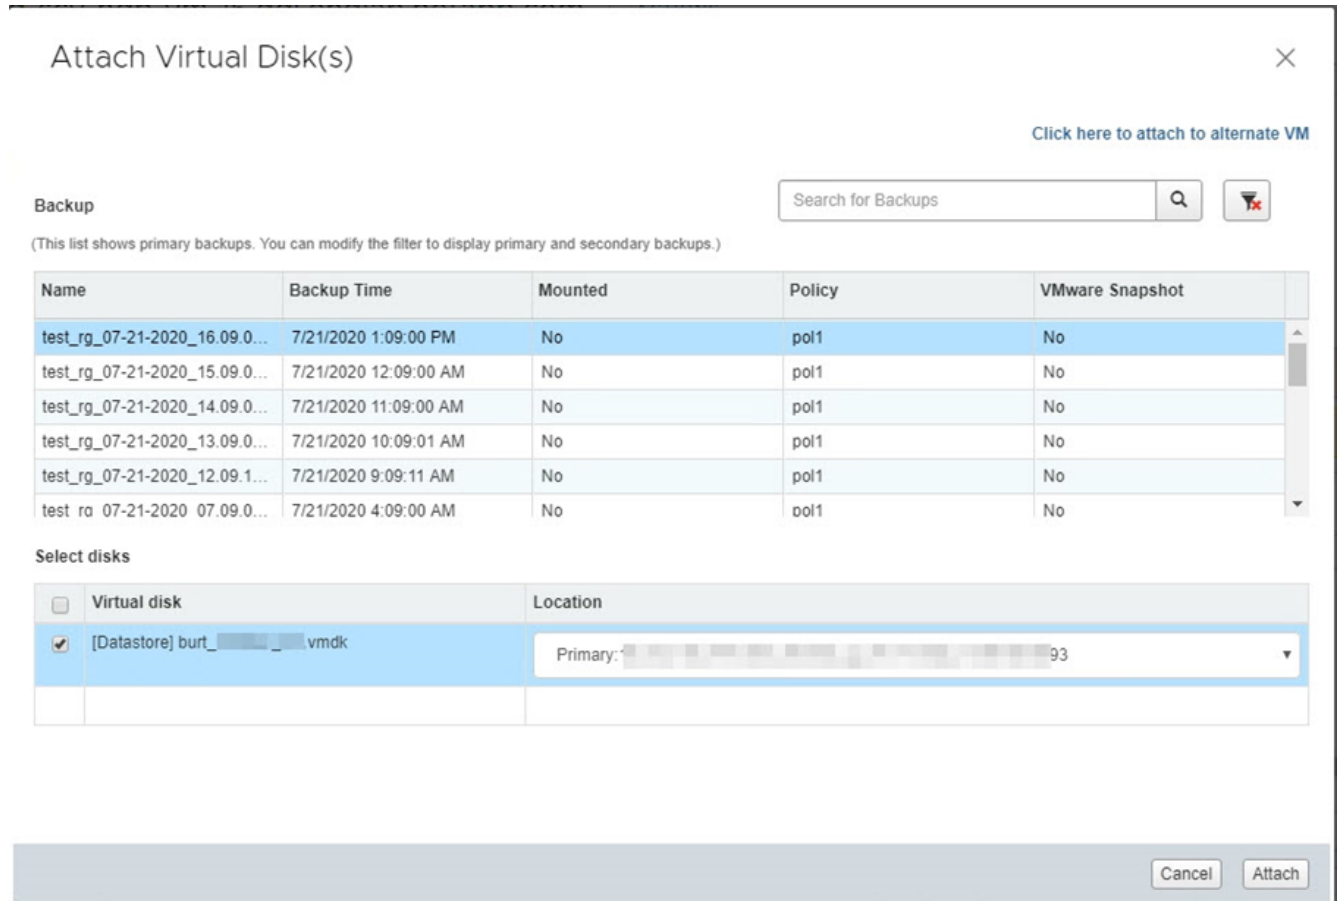 Attach Virtual Disk(s)
Click here to attach to alternate VM
Backup
Search for Backups
(This list shows primary backups. You can modify the filter to display primary and secondary backups.)
Name Backup Time Mounted Policy VMware Snapshot
test_rg_07-21-2020_16.09.0... 7/21/2020 1:09:00 PM No pol1 No
test_rg_07-21-2020_15.09.0... 7/21/2020 12:09:00 AM No pol1 No
test_rg_07-21-2020_14.09.0... 7/21/2020 11:09:00 AM No pol1 No
test_rg_07-21-2020_13.09.0... 7/21/2020 10:09:01 AM No pol1 No
test_rg_07-21-2020_12.09.1... 7/21/2020 9:09:11 AM No pol1 No
test_rg_07-21-2020_07.09.0... 7/21/2020 4:09:00 AM No pol1 No
Select disks
Virtual disk Location
[Datastore] burt_ _ .vmdk Primary: 93
Cancel Attach